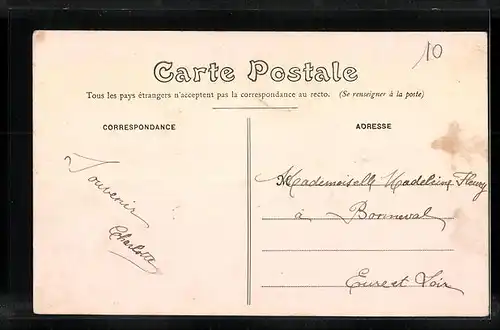 10
Carte Postale
Tous les pays étrangers n'acceptent pas la correspondance au recto. (Se renseigner à la poste)
CORRESPONDANCE
Souvenir
Charlotte
ADRESSE
Mademoiselle Madeleine Fleury
à Bonneval
Eure et Loir